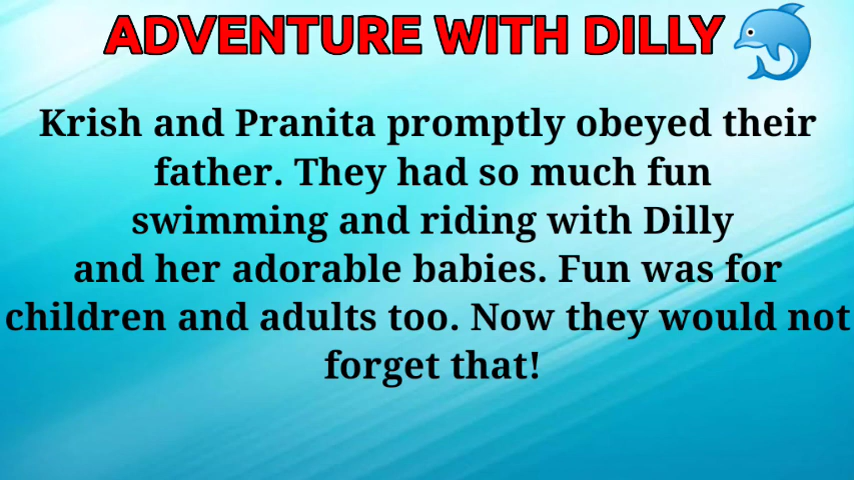 ADVENTURE WITH DILLY
Krish and Pranita promptly obeyed their
father. They had so much fun
swimming and riding with Dilly
and her adorable babies. Fun was for
children and adults too. Now they would not
forget that!